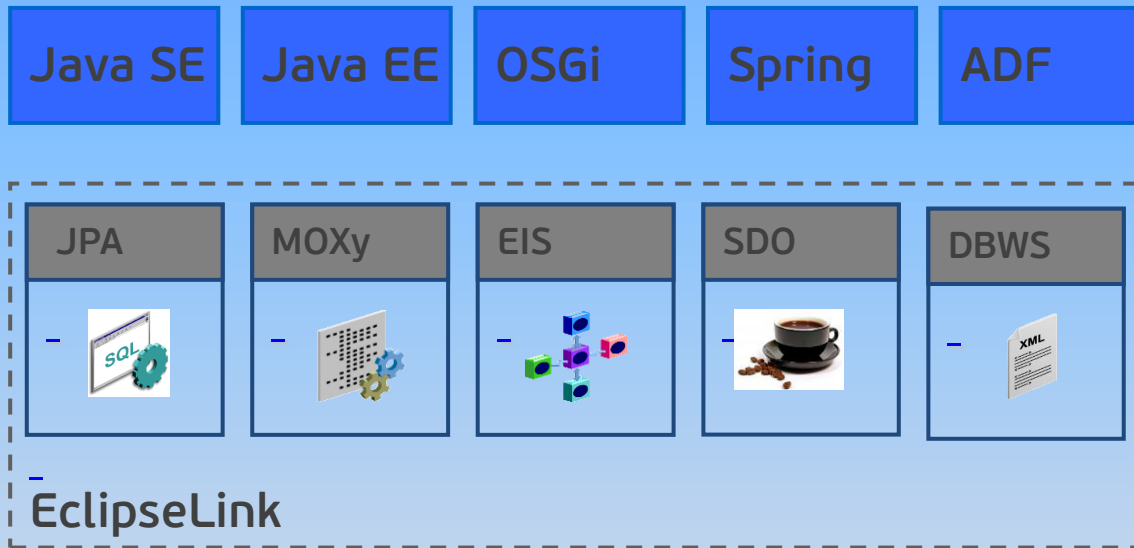 Java SE
Java EE
OSGi
Spring
ADF
JPA
MOXy
EIS
SDO
DBWS
SQL
XML
EclipseLink